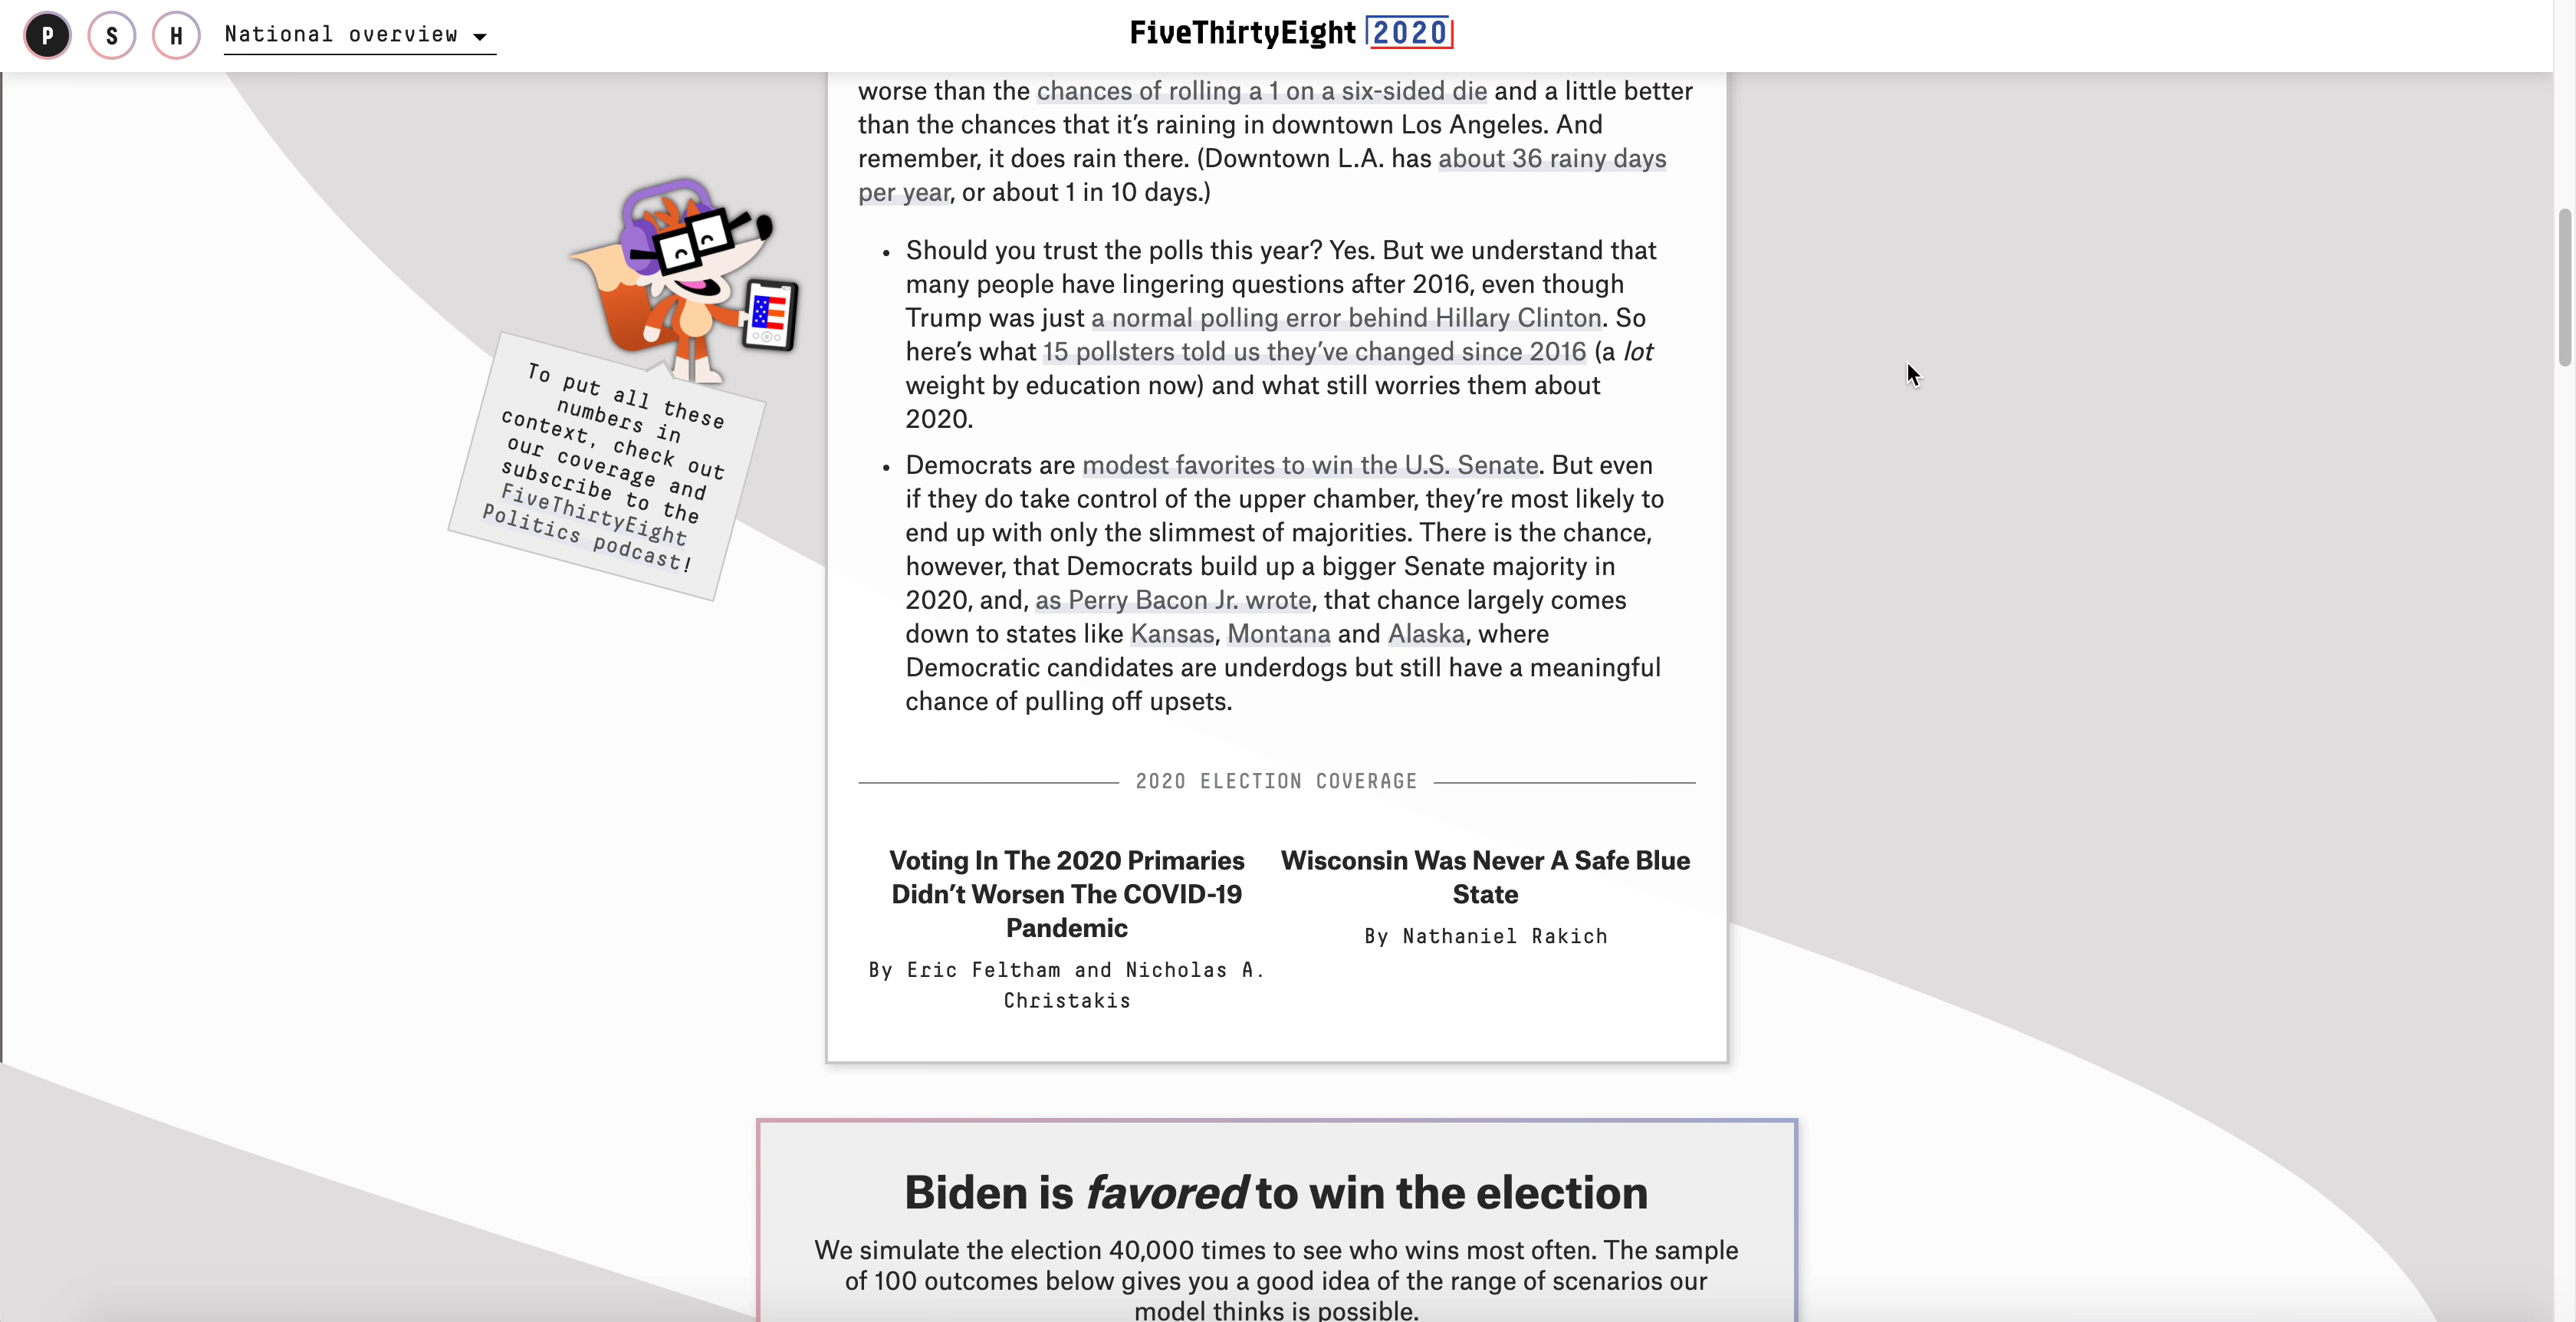 P S H National overview
FiveThirtyEight 2020
worse than the chances of rolling a 1 on a six-sided die and a little better
than the chances that it’s raining in downtown Los Angeles. And
remember, it does rain there. (Downtown L.A. has about 36 rainy days
per year, or about 1 in 10 days.)
• Should you trust the polls this year? Yes. But we understand that
many people have lingering questions after 2016, even though
Trump was just a normal polling error behind Hillary Clinton. So
here’s what 15 pollsters told us they’ve changed since 2016 (a lot
weight by education now) and what still worries them about
2020.
• Democrats are modest favorites to win the U.S. Senate. But even
if they do take control of the upper chamber, they’re most likely to
end up with only the slimmest of majorities. There is the chance,
however, that Democrats build up a bigger Senate majority in
2020, and, as Perry Bacon Jr. wrote, that chance largely comes
down to states like Kansas, Montana and Alaska, where
Democratic candidates are underdogs but still have a meaningful
chance of pulling off upsets.
To put all these
numbers in
context, check out
our coverage and
subscribe to the
FiveThirtyEight
Politics podcast!
2020 ELECTION COVERAGE
Voting In The 2020 Primaries
Didn’t Worsen The COVID-19
Pandemic
By Eric Feltham and Nicholas A.
Christakis
Wisconsin Was Never A Safe Blue
State
By Nathaniel Rakich
Biden is favored to win the election
We simulate the election 40,000 times to see who wins most often. The sample
of 100 outcomes below gives you a good idea of the range of scenarios our
model thinks is possible.